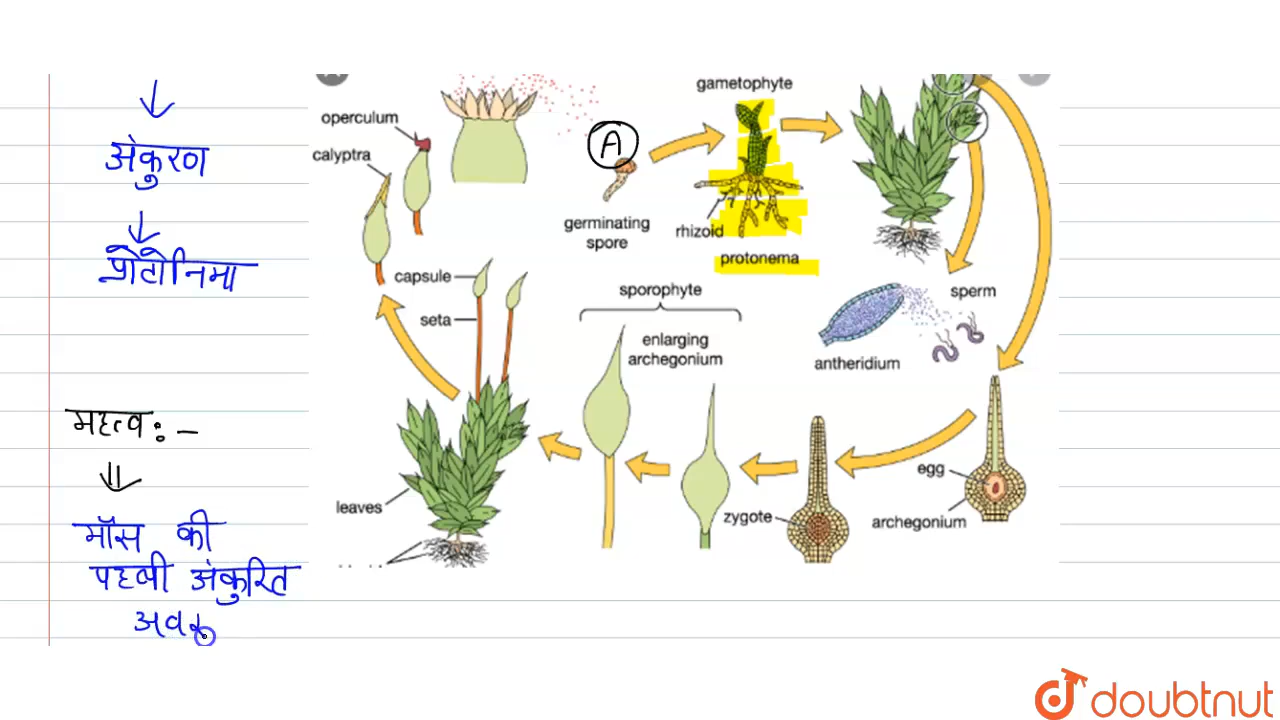 अंकुरण
प्रोटोनिमा
महत्व: –
मॉस की
पहली अंकुरित
operculum
calyptra
A
germinating
spore
gametophyte
rhizoid
protonema
capsule
seta
leaves
sporophyte
enlarging
archegonium
sperm
antheridium
egg
archegonium
zygote
doubtnut